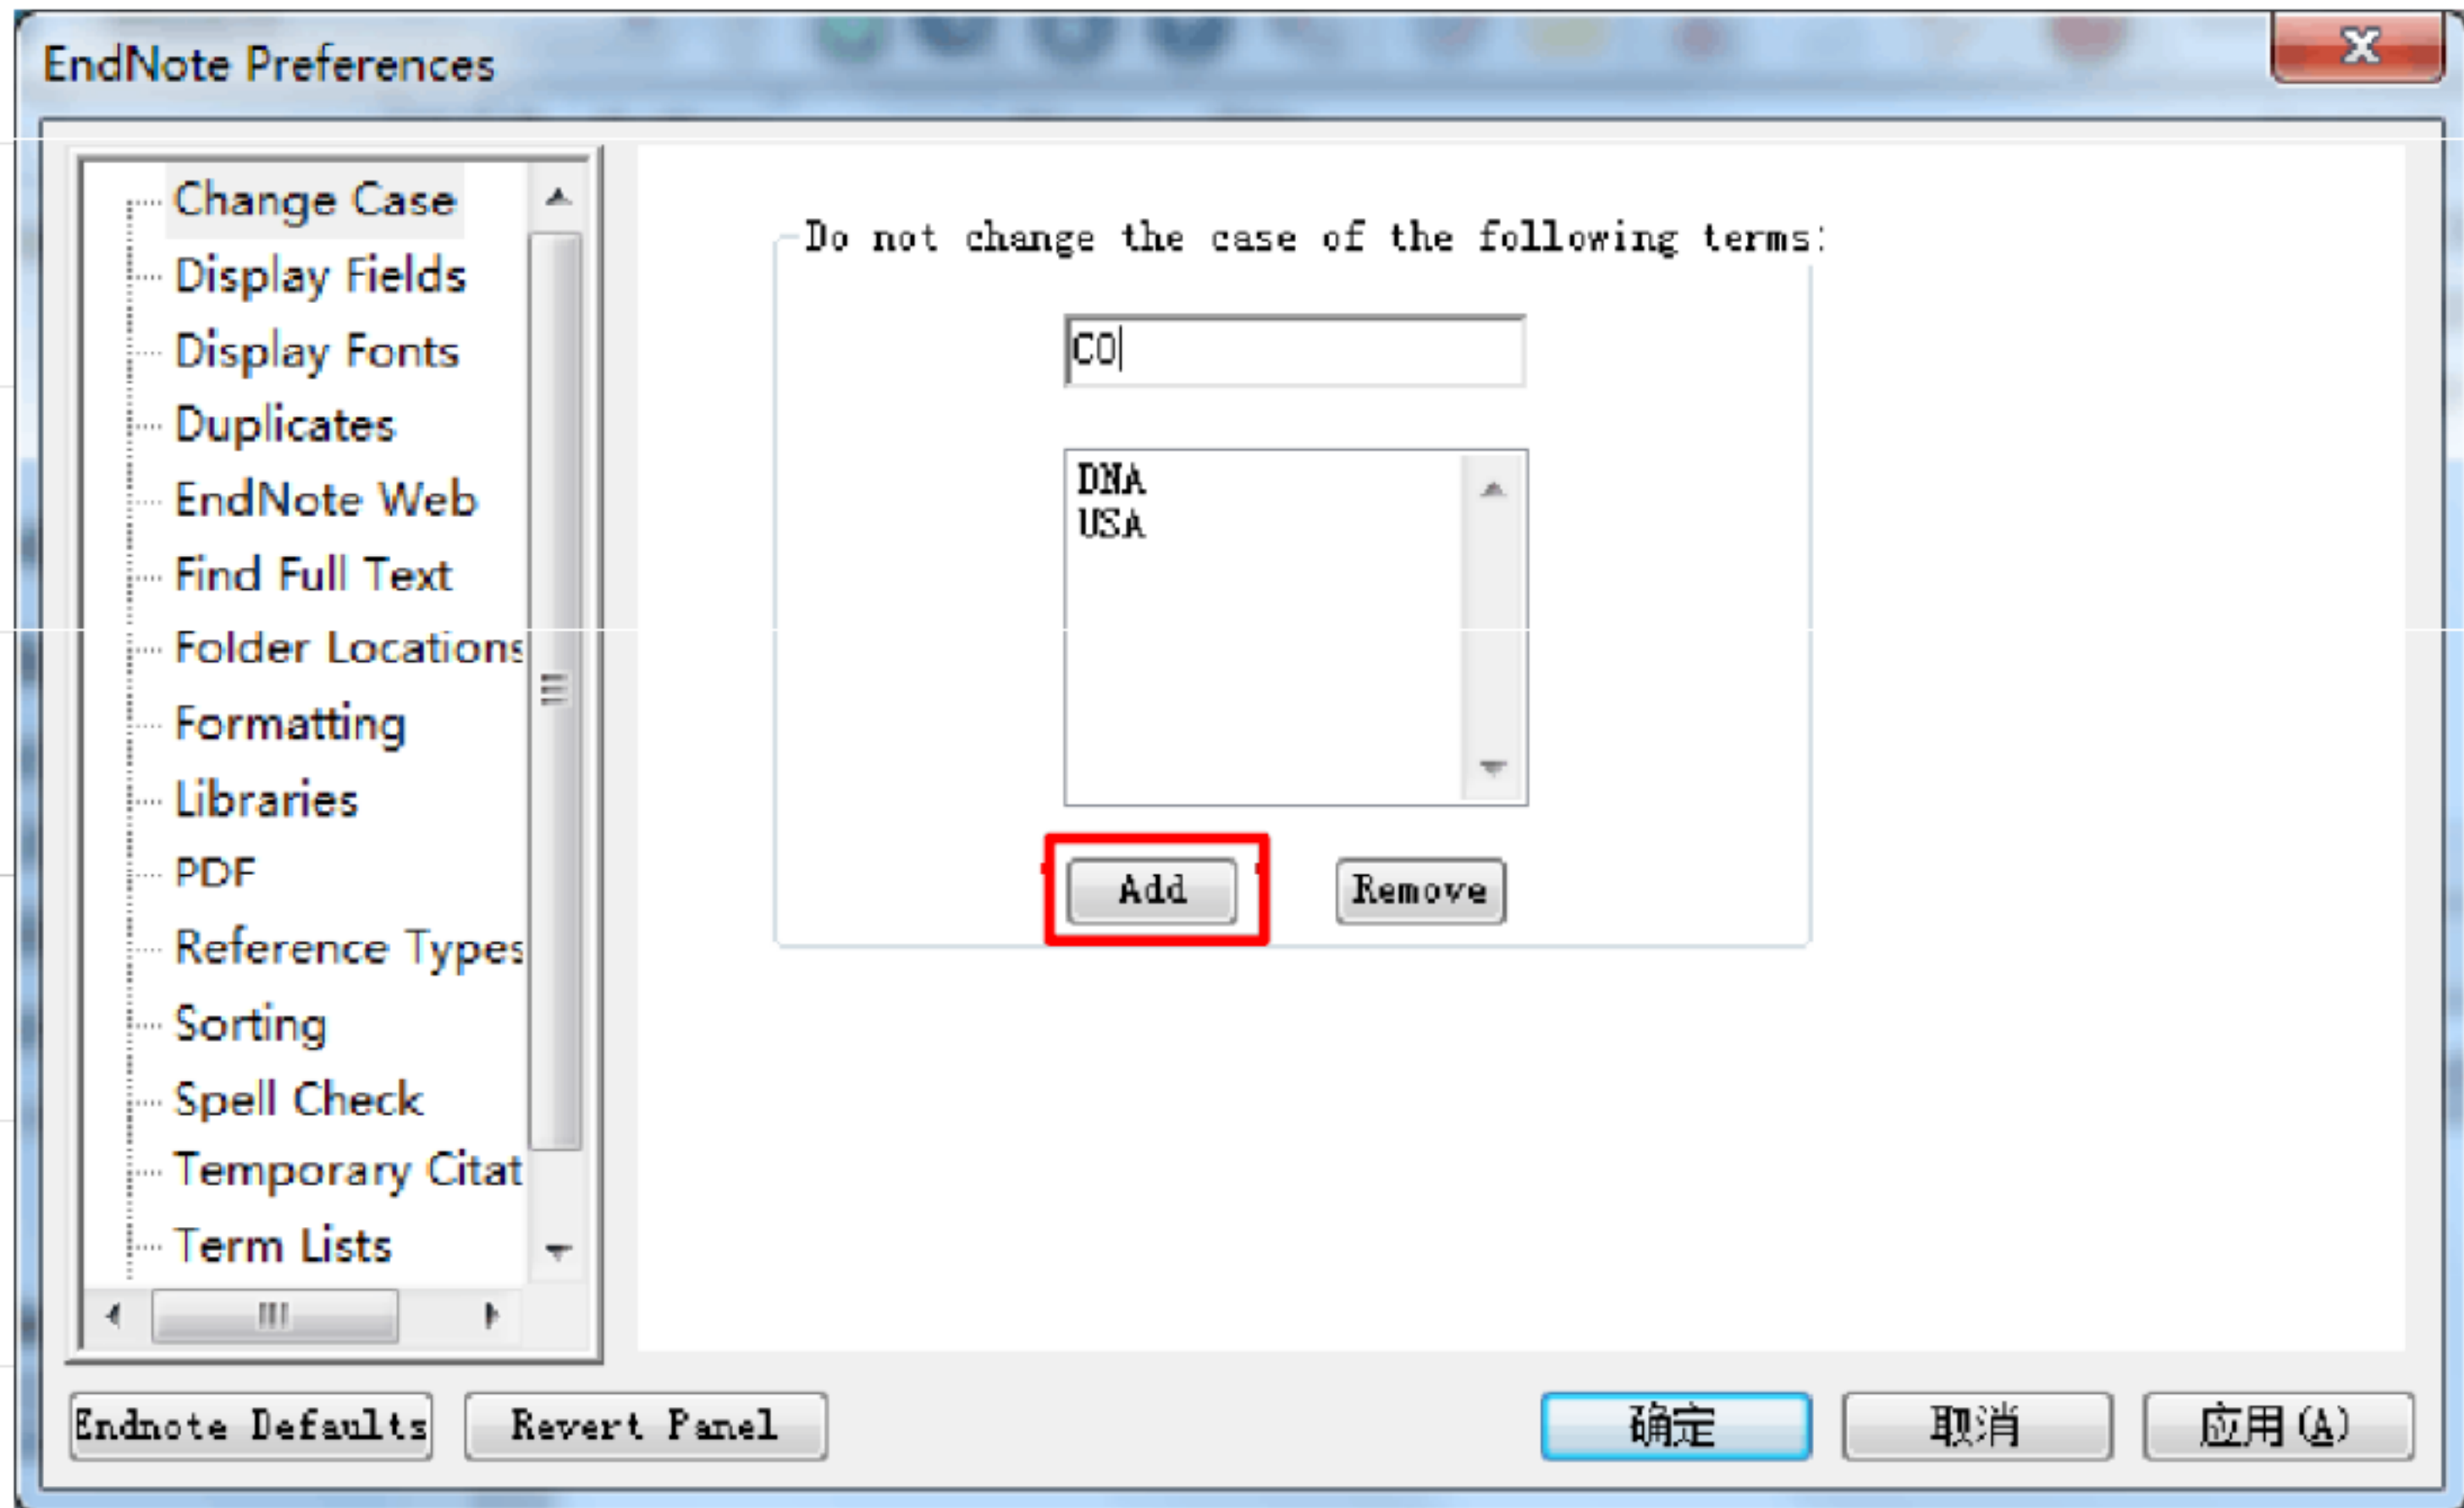 EndNote Preferences
Change Case
Display Fields
Display Fonts
Duplicates
EndNote Web
Find Full Text
Folder Locations
Formatting
Libraries
PDF
Reference Types
Sorting
Spell Check
Temporary Citat
Term Lists
Do not change the case of the following terms:
CO
DNA
USA
Add Remove
Endnote Defaults Revert Panel 确定 取消 应用(A)